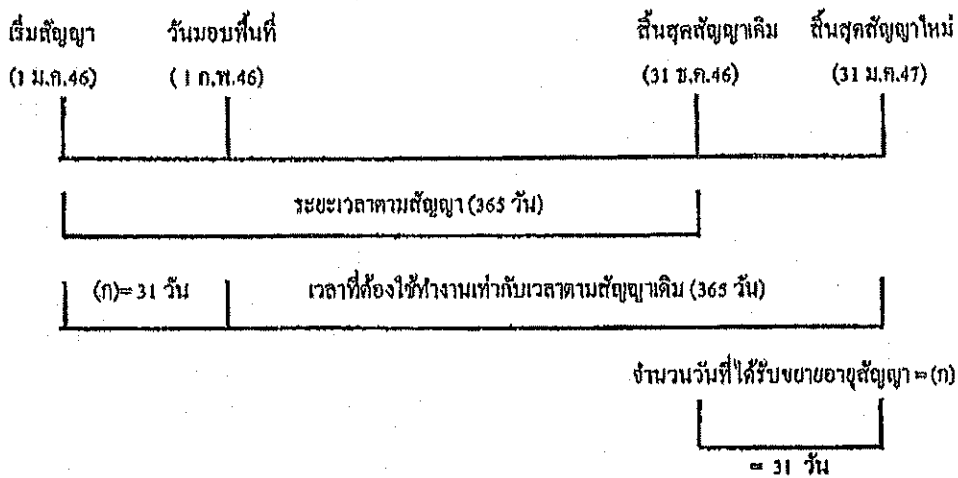 เริ่มสัญญา วันมอบพื้นที่ สิ้นสุดสัญญาเดิม สิ้นสุดสัญญาใหม่
(1 ม.ค.46) (1 ก.พ.46) (31 ธ.ค.46) (31 ม.ค.47)
ระยะเวลาตามสัญญา (365 วัน)
(ก)= 31 วัน เวลาที่ต้องใช้ทำงานเท่ากับเวลาตามสัญญาเดิม (365 วัน)
จำนวนวันที่ได้รับขยายอายุสัญญา = (ก)
= 31 วัน